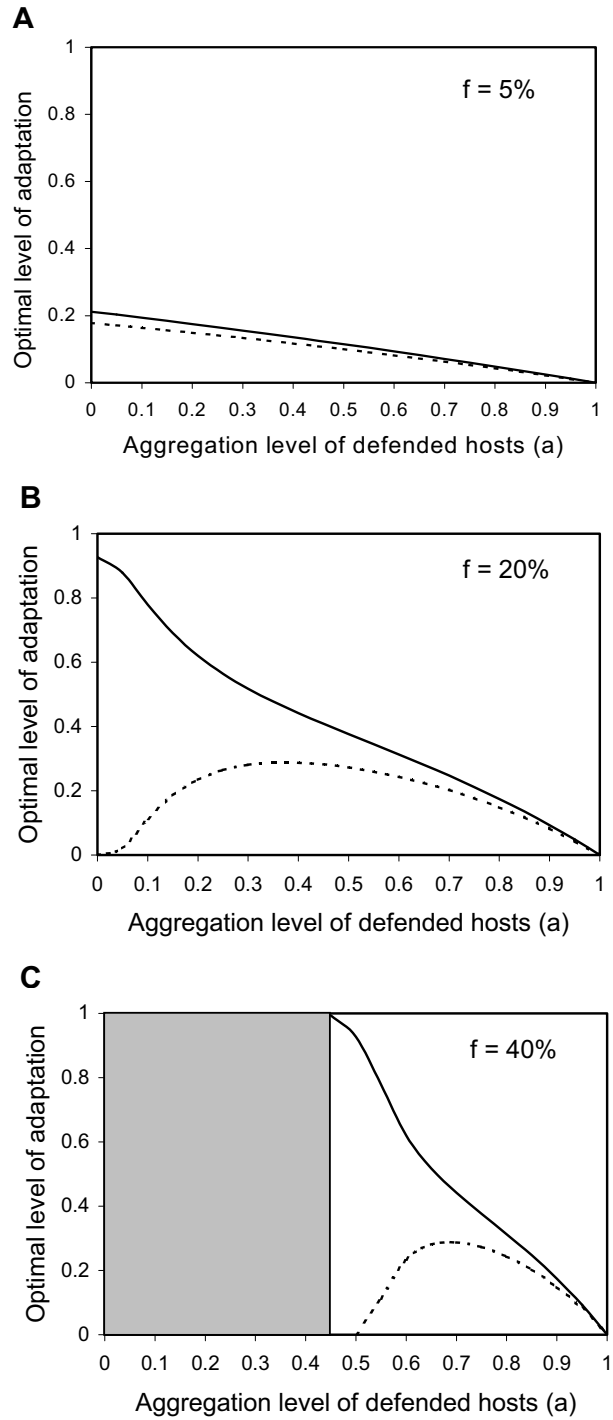 A
f = 5%
Optimal level of adaptation
1
0.8
0.6
0.4
0.2
0
0 0.1 0.2 0.3 0.4 0.5 0.6 0.7 0.8 0.9 1
Aggregation level of defended hosts (a)
B
f = 20%
Optimal level of adaptation
1
0.8
0.6
0.4
0.2
0
0 0.1 0.2 0.3 0.4 0.5 0.6 0.7 0.8 0.9 1
Aggregation level of defended hosts (a)
C
f = 40%
Optimal level of adaptation
1
0.8
0.6
0.4
0.2
0
0 0.1 0.2 0.3 0.4 0.5 0.6 0.7 0.8 0.9 1
Aggregation level of defended hosts (a)